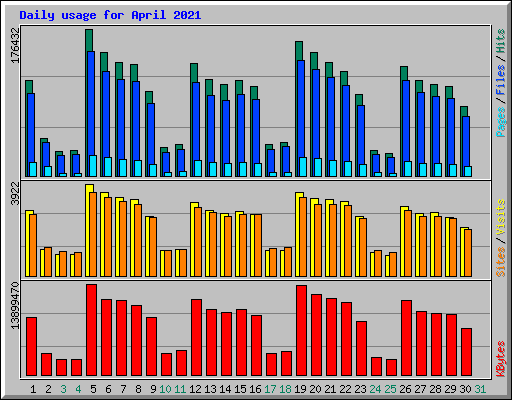 Daily usage for April 2021
176432
Pages / Files / Hits
3922
Sites / Visits
13899470
KBytes
1 2 3 4 5 6 7 8 9 10 11 12 13 14 15 16 17 18 19 20 21 22 23 24 25 26 27 28 29 30 31